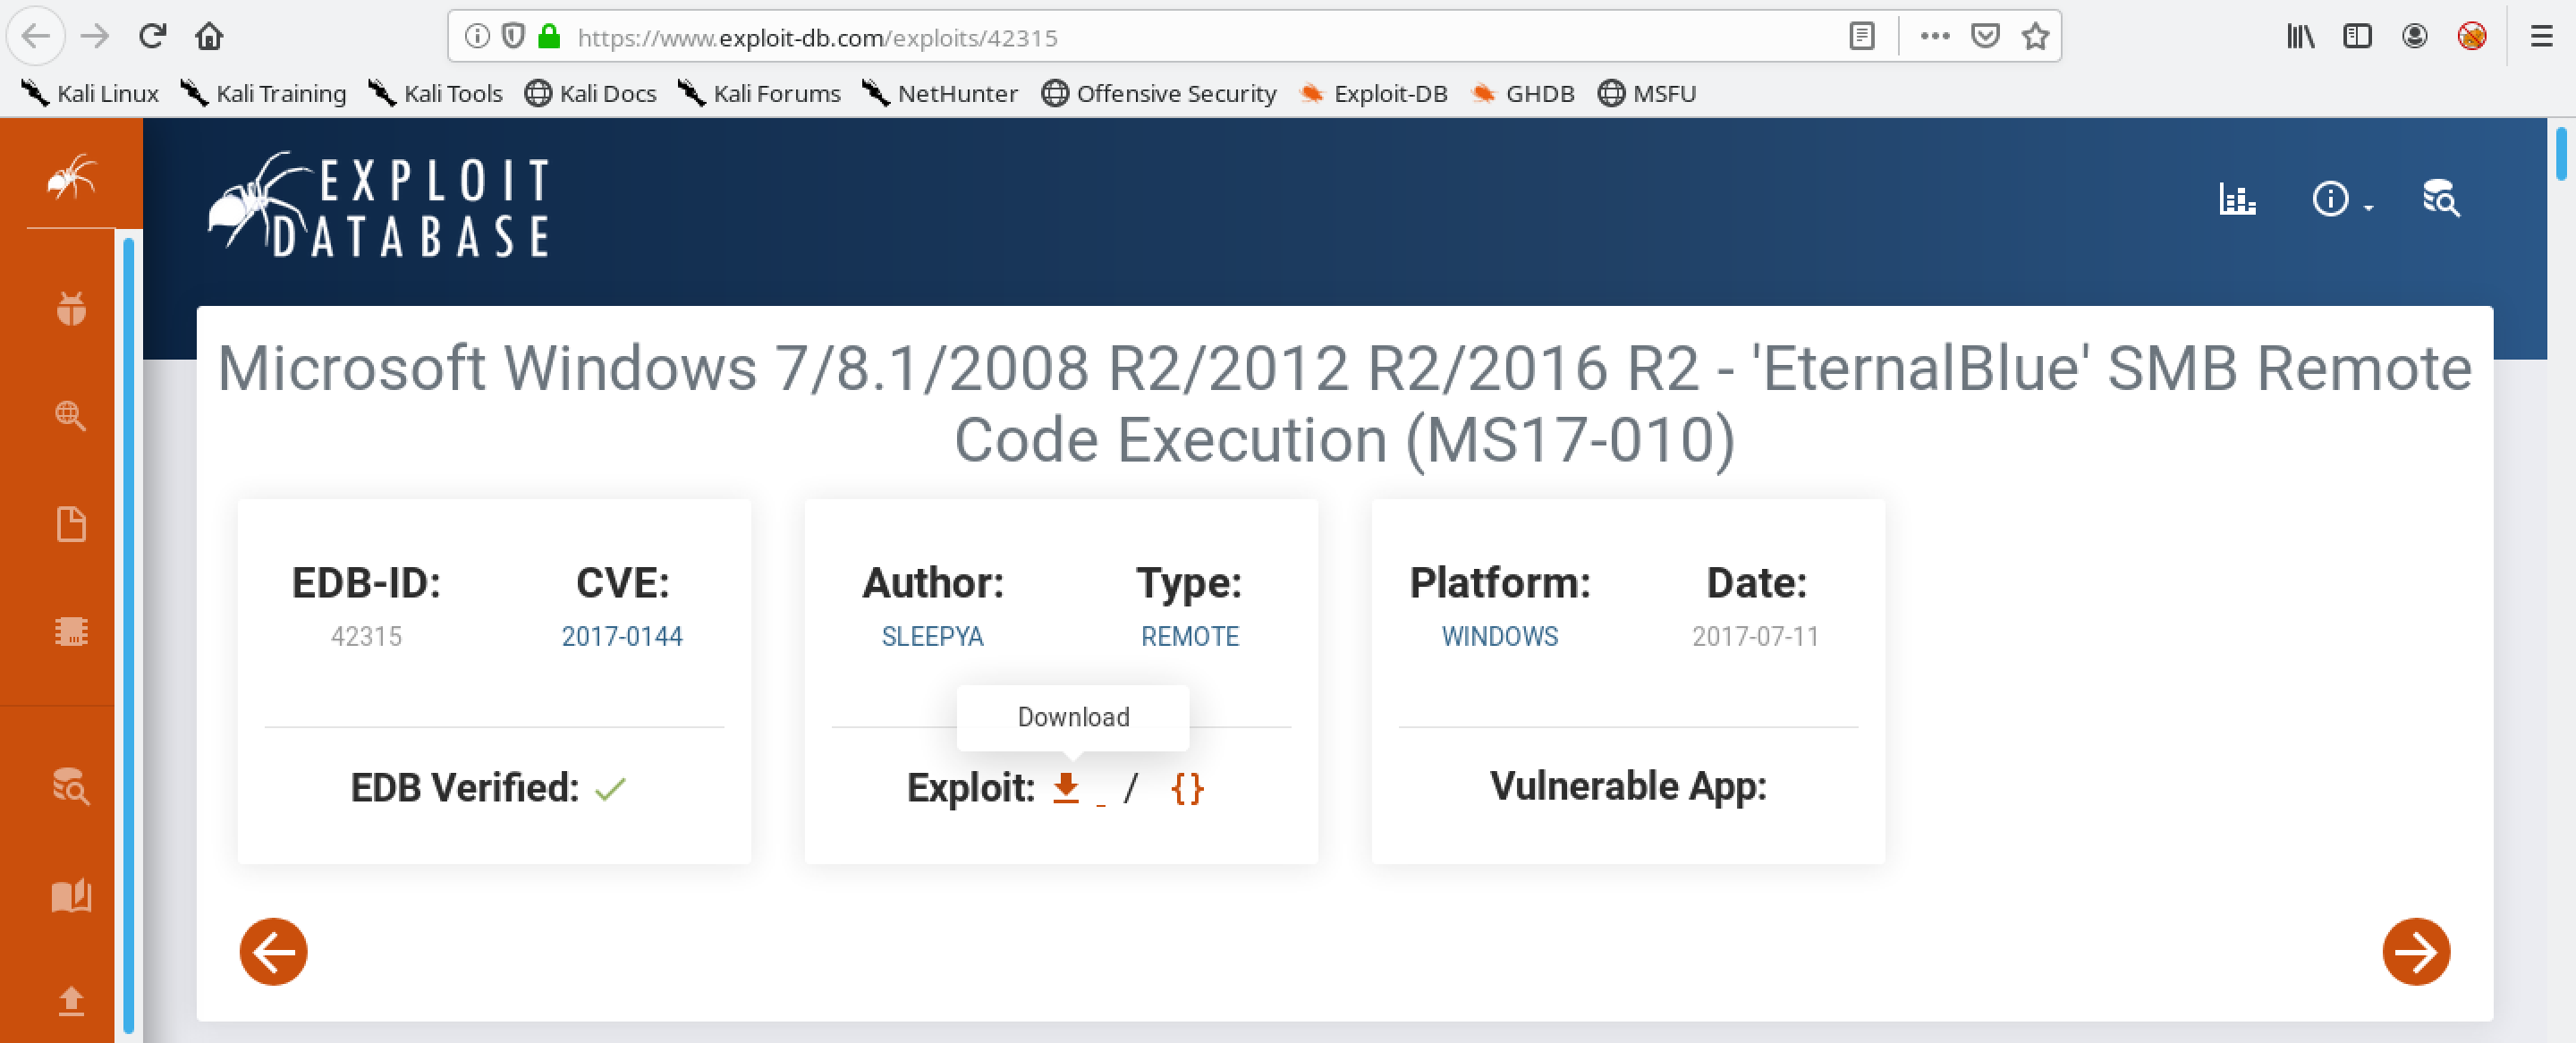 https://www.exploit-db.com/exploits/42315
Kali Linux Kali Training Kali Tools Kali Docs Kali Forums NetHunter Offensive Security Exploit-DB GHDB MSFU
EXPLOIT
DATABASE
Microsoft Windows 7/8.1/2008 R2/2012 R2/2016 R2 - 'EternalBlue' SMB Remote
Code Execution (MS17-010)
EDB-ID: CVE: Author: Type: Platform: Date:
42315 2017-0144 SLEEPYA REMOTE WINDOWS 2017-07-11
Download
EDB Verified: Exploit: / {} Vulnerable App: